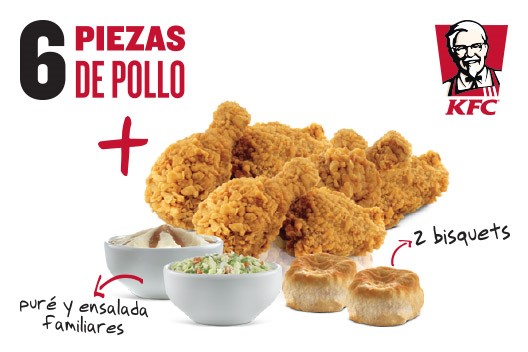 6 PIEZAS
DE POLLO
+
KFC
2 bisquets
puré y ensalada
familiares